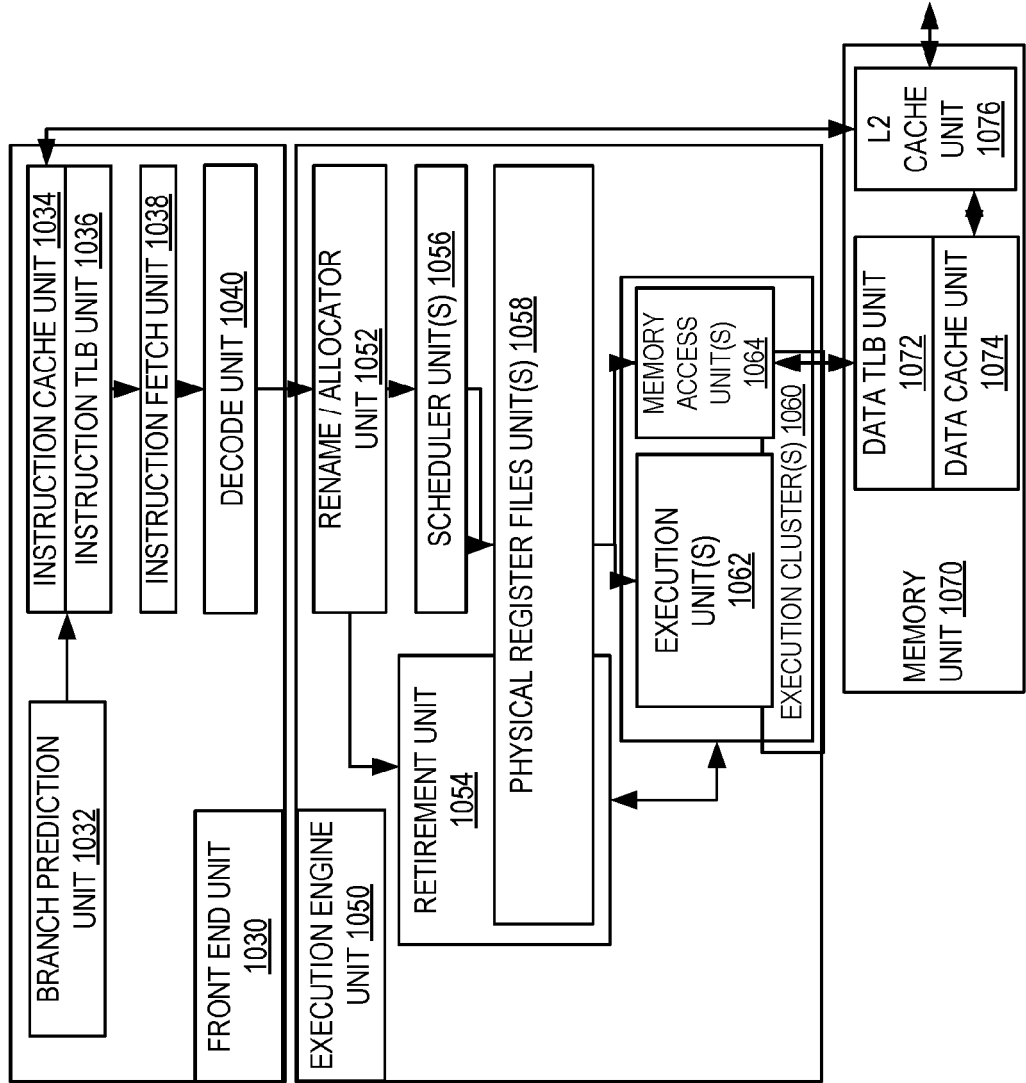 BRANCH PREDICTION
UNIT 1032
INSTRUCTION CACHE UNIT 1034
INSTRUCTION TLB UNIT 1036
INSTRUCTION FETCH UNIT 1038
DECODE UNIT 1040
FRONT END UNIT
1030
EXECUTION ENGINE
UNIT 1050
RENAME / ALLOCATOR
UNIT 1052
RETIREMENT UNIT
1054
SCHEDULER UNIT(S) 1056
PHYSICAL REGISTER FILES UNIT(S) 1058
EXECUTION
UNIT(S)
1062
MEMORY
ACCESS
UNIT(S)
1064
EXECUTION CLUSTER(S) 1060
MEMORY
UNIT 1070
DATA TLB UNIT
1072
DATA CACHE UNIT
1074
L2
CACHE
UNIT
1076